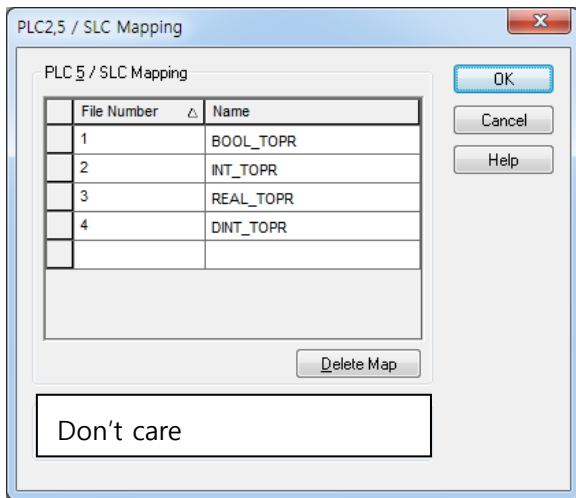 PLC2,5 / SLC Mapping
PLC 5 / SLC Mapping
File Number Name
1 BOOL_TOPR
2 INT_TOPR
3 REAL_TOPR
4 DINT_TOPR
Delete Map
OK
Cancel
Help
Don't care